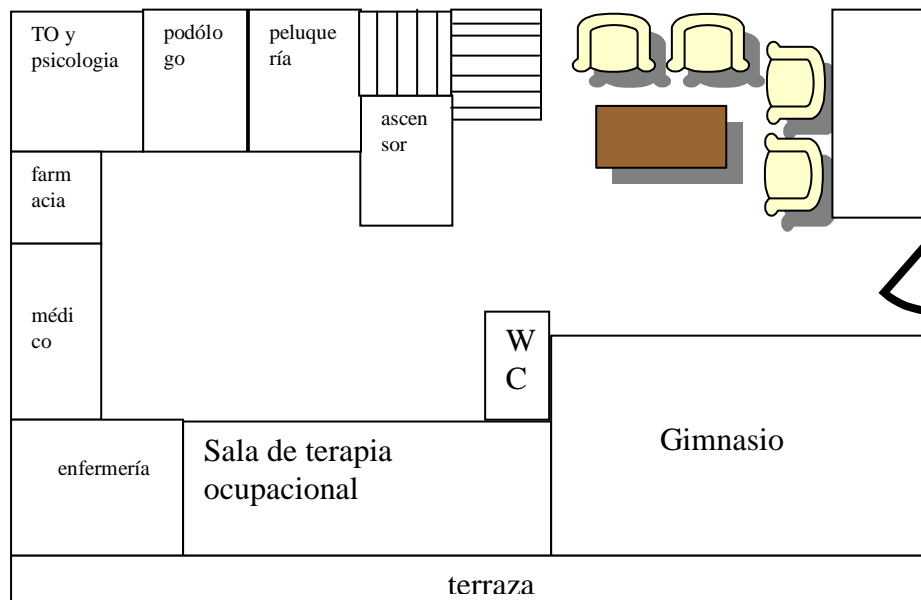 TO y
psicologia
podólo
go
peluque
ría
ascen
sor
farm
acia
médi
co
W
C
enfermería
Sala de terapia
ocupacional
Gimnasio
terraza